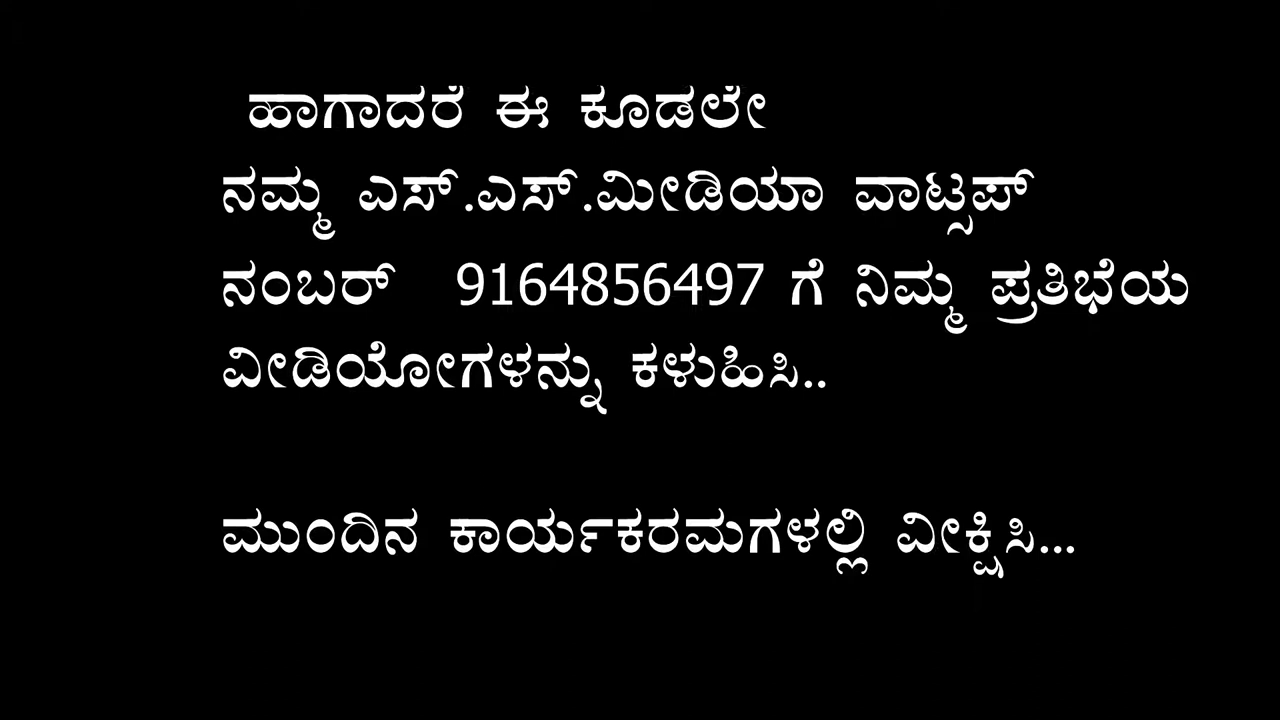 ಹಾಗಾದರೆ ಈ ಕೂಡಲೇ
ನಮ್ಮ ಎಸ್.ಎಸ್.ಮೀಡಿಯಾ ವಾಟ್ಸಪ್
ನಂಬರ್ 9164856497 ಗೆ ನಿಮ್ಮ ಪ್ರತಿಭೆಯ
ವೀಡಿಯೋಗಳನ್ನು ಕಳುಹಿಸಿ..
ಮುಂದಿನ ಕಾರ್ಯಕರಮಗಳಲ್ಲಿ ವೀಕ್ಷಿಸಿ...